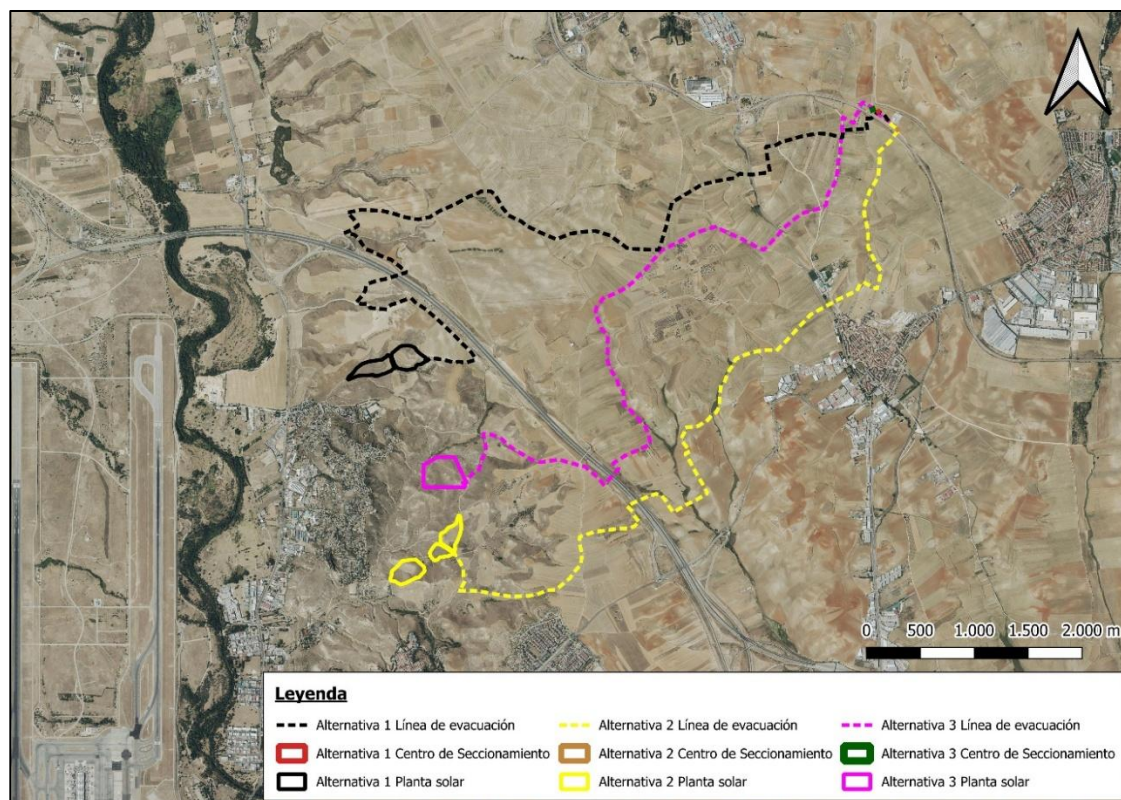 0 500 1.000 1.500 2.000 m
Leyenda
Alternativa 1 Línea de evacuación Alternativa 2 Línea de evacuación Alternativa 3 Línea de evacuación
Alternativa 1 Centro de Seccionamiento Alternativa 2 Centro de Seccionamiento Alternativa 3 Centro de Seccionamiento
Alternativa 1 Planta solar Alternativa 2 Planta solar Alternativa 3 Planta solar